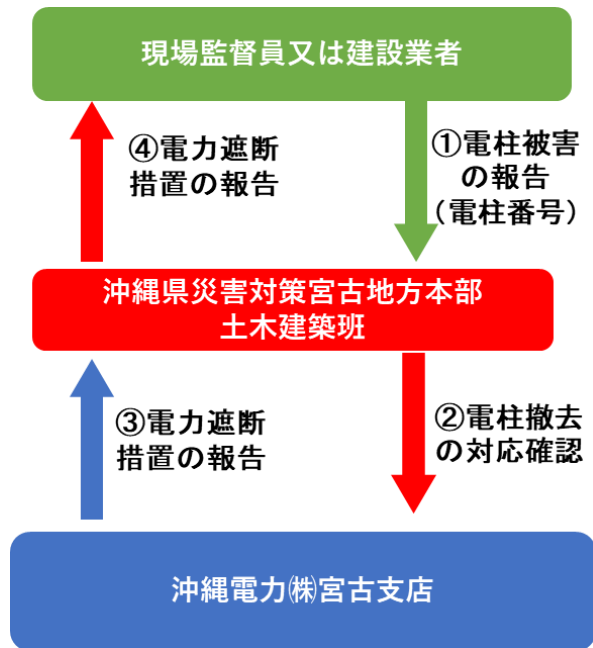 現場監督員又は建設業者
④電力遮断
措置の報告
①電柱被害
の報告
(電柱番号)
沖縄県災害対策宮古地方本部
土木建築班
③電力遮断
措置の報告
②電柱撤去
の対応確認
沖縄電力㈱宮古支店